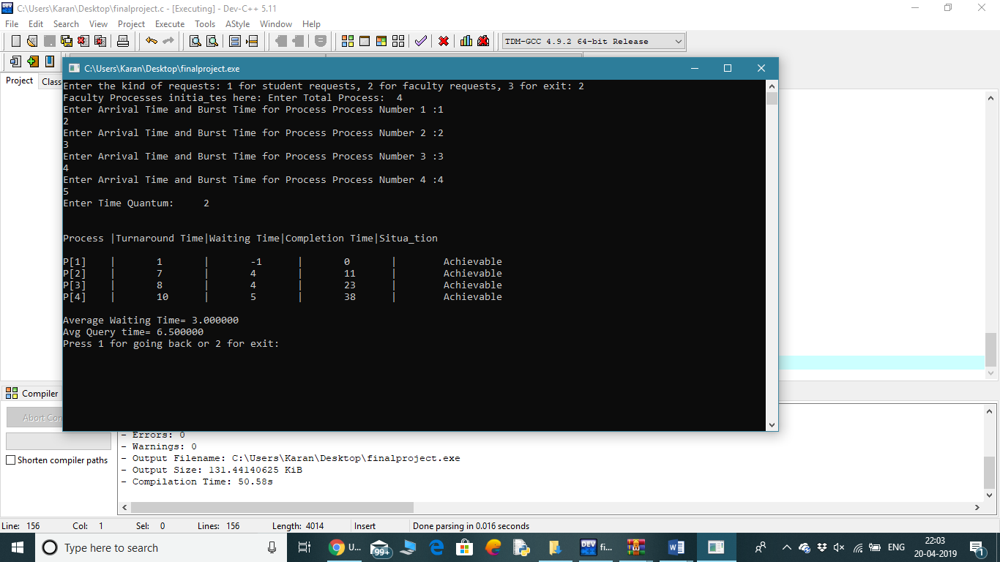 C:\Users\Karan\Desktop\finalproject.c - [Executing] - Dev-C++ 5.11
File Edit Search View Project Execute Tools AStyle Window Help
TDM-GCC 4.9.2 64-bit Release
Project Class
C:\Users\Karan\Desktop\finalproject.exe
Enter the kind of requests: 1 for student requests, 2 for faculty requests, 3 for exit: 2
Faculty Processes initia_tes here: Enter Total Process: 4
Enter Arrival Time and Burst Time for Process Process Number 1 :1
2
Enter Arrival Time and Burst Time for Process Process Number 2 :2
3
Enter Arrival Time and Burst Time for Process Process Number 3 :3
4
Enter Arrival Time and Burst Time for Process Process Number 4 :4
5
Enter Time Quantum: 2
Process |Turnaround Time|Waiting Time|Completion Time|Situa_tion
P[1] | 1 | -1 | 0 | Achievable
P[2] | 7 | 4 | 11 | Achievable
P[3] | 8 | 4 | 23 | Achievable
P[4] | 10 | 5 | 38 | Achievable
Average Waiting Time= 3.000000
Avg Query time= 6.500000
Press 1 for going back or 2 for exit:
Compiler
Abort Con
Shorten compiler paths
- Errors: 0
- Warnings: 0
- Output Filename: C:\Users\Karan\Desktop\finalproject.exe
- Output Size: 131.44140625 KiB
- Compilation Time: 50.58s
Line: 156 Col: 1 Sel: 0 Lines: 156 Length: 4014 Insert Done parsing in 0.016 seconds
Type here to search
U...
99+
DEV
fi...
ENG
22:03
20-04-2019
1